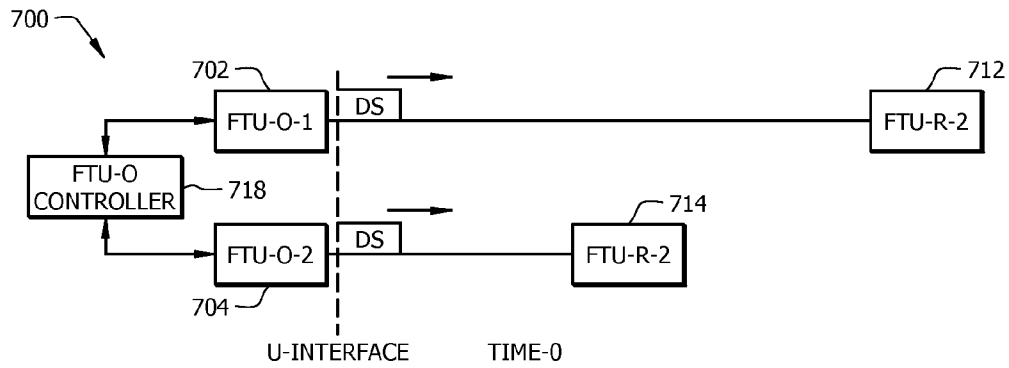 700
702
712
FTU-O-1
DS
FTU-R-2
FTU-O
CONTROLLER
718
714
FTU-O-2
DS
FTU-R-2
704
U-INTERFACE
TIME-0